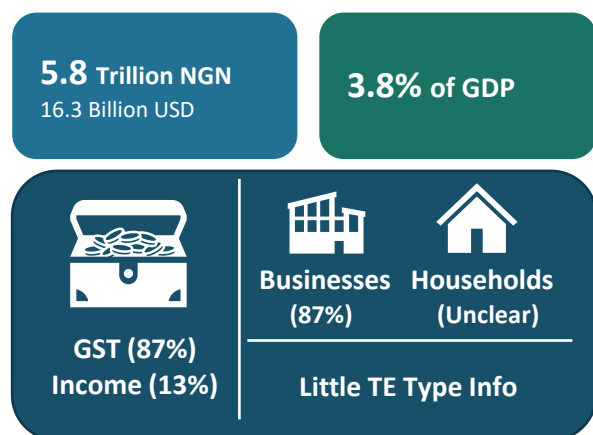 5.8 Trillion NGN
16.3 Billion USD
3.8% of GDP
GST (87%)
Income (13%)
Businesses
(87%)
Households
(Unclear)
Little TE Type Info